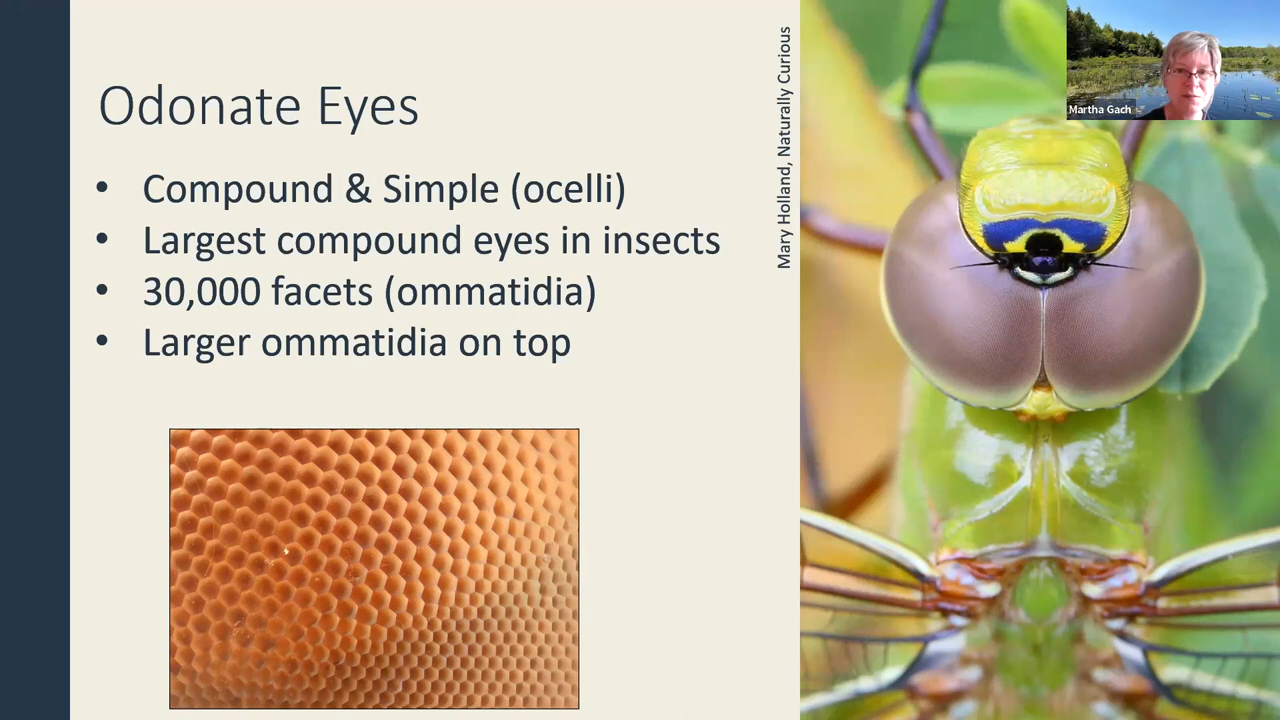 Odonate Eyes
• Compound & Simple (ocelli)
• Largest compound eyes in insects
• 30,000 facets (ommatidia)
• Larger ommatidia on top
Mary Holland, Naturally Curious
Martha Gach